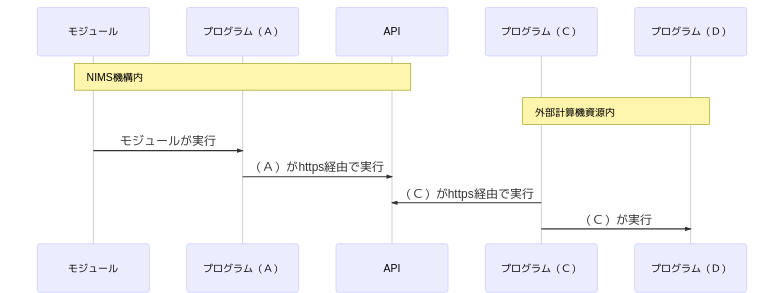 モジュール
プログラム（A）
API
プログラム（C）
プログラム（D）
NIMS機構内
外部計算機資源内
モジュールが実行
（A）がhttps経由で実行
（C）がhttps経由で実行
（C）が実行
モジュール
プログラム（A）
API
プログラム（C）
プログラム（D）